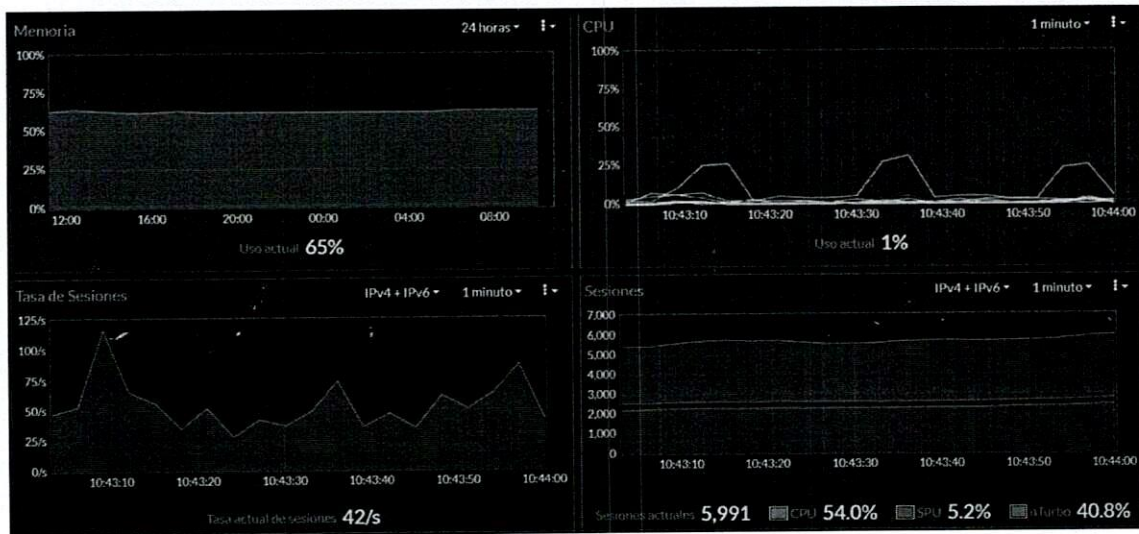 Memoria
24 horas
100%
75%
50%
25%
0%
12:00 16:00 20:00 00:00 04:00 08:00
Uso actual 65%
CPU
1 minuto
100%
75%
50%
25%
0%
10:43:10 10:43:20 10:43:30 10:43:40 10:43:50 10:44:00
Uso actual 1%
Tasa de Sesiones
IPv4 + IPv6 1 minuto
125/s
100/s
75/s
50/s
25/s
0/s
10:43:10 10:43:20 10:43:30 10:43:40 10:43:50 10:44:00
Tasa actual de sesiones 42/s
Sesiones
IPv4 + IPv6 1 minuto
7,000
6,000
5,000
4,000
3,000
2,000
1,000
0
10:43:10 10:43:20 10:43:30 10:43:40 10:43:50 10:44:00
Sesiones actuales 5,991 CPU 54.0% SPU 5.2% nTurbo 40.8%